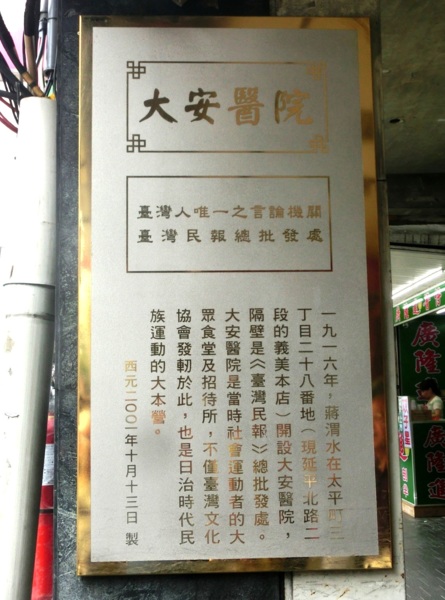 大安醫院
臺灣人唯一之言論機關
臺灣民報總批發處
一九一六年，蔣渭水在太平町三
丁目二十八番地（現延平北路二
段的義美本店）開設大安醫院，
隔壁是《臺灣民報》總批發處。
大安醫院是當時社會運動者的大
眾食堂及招待所，不僅臺灣文化
協會發軔於此，也是日治時代民
族運動的大本營。
西元二〇〇一年十月十三日 製
廣隆
廣隆